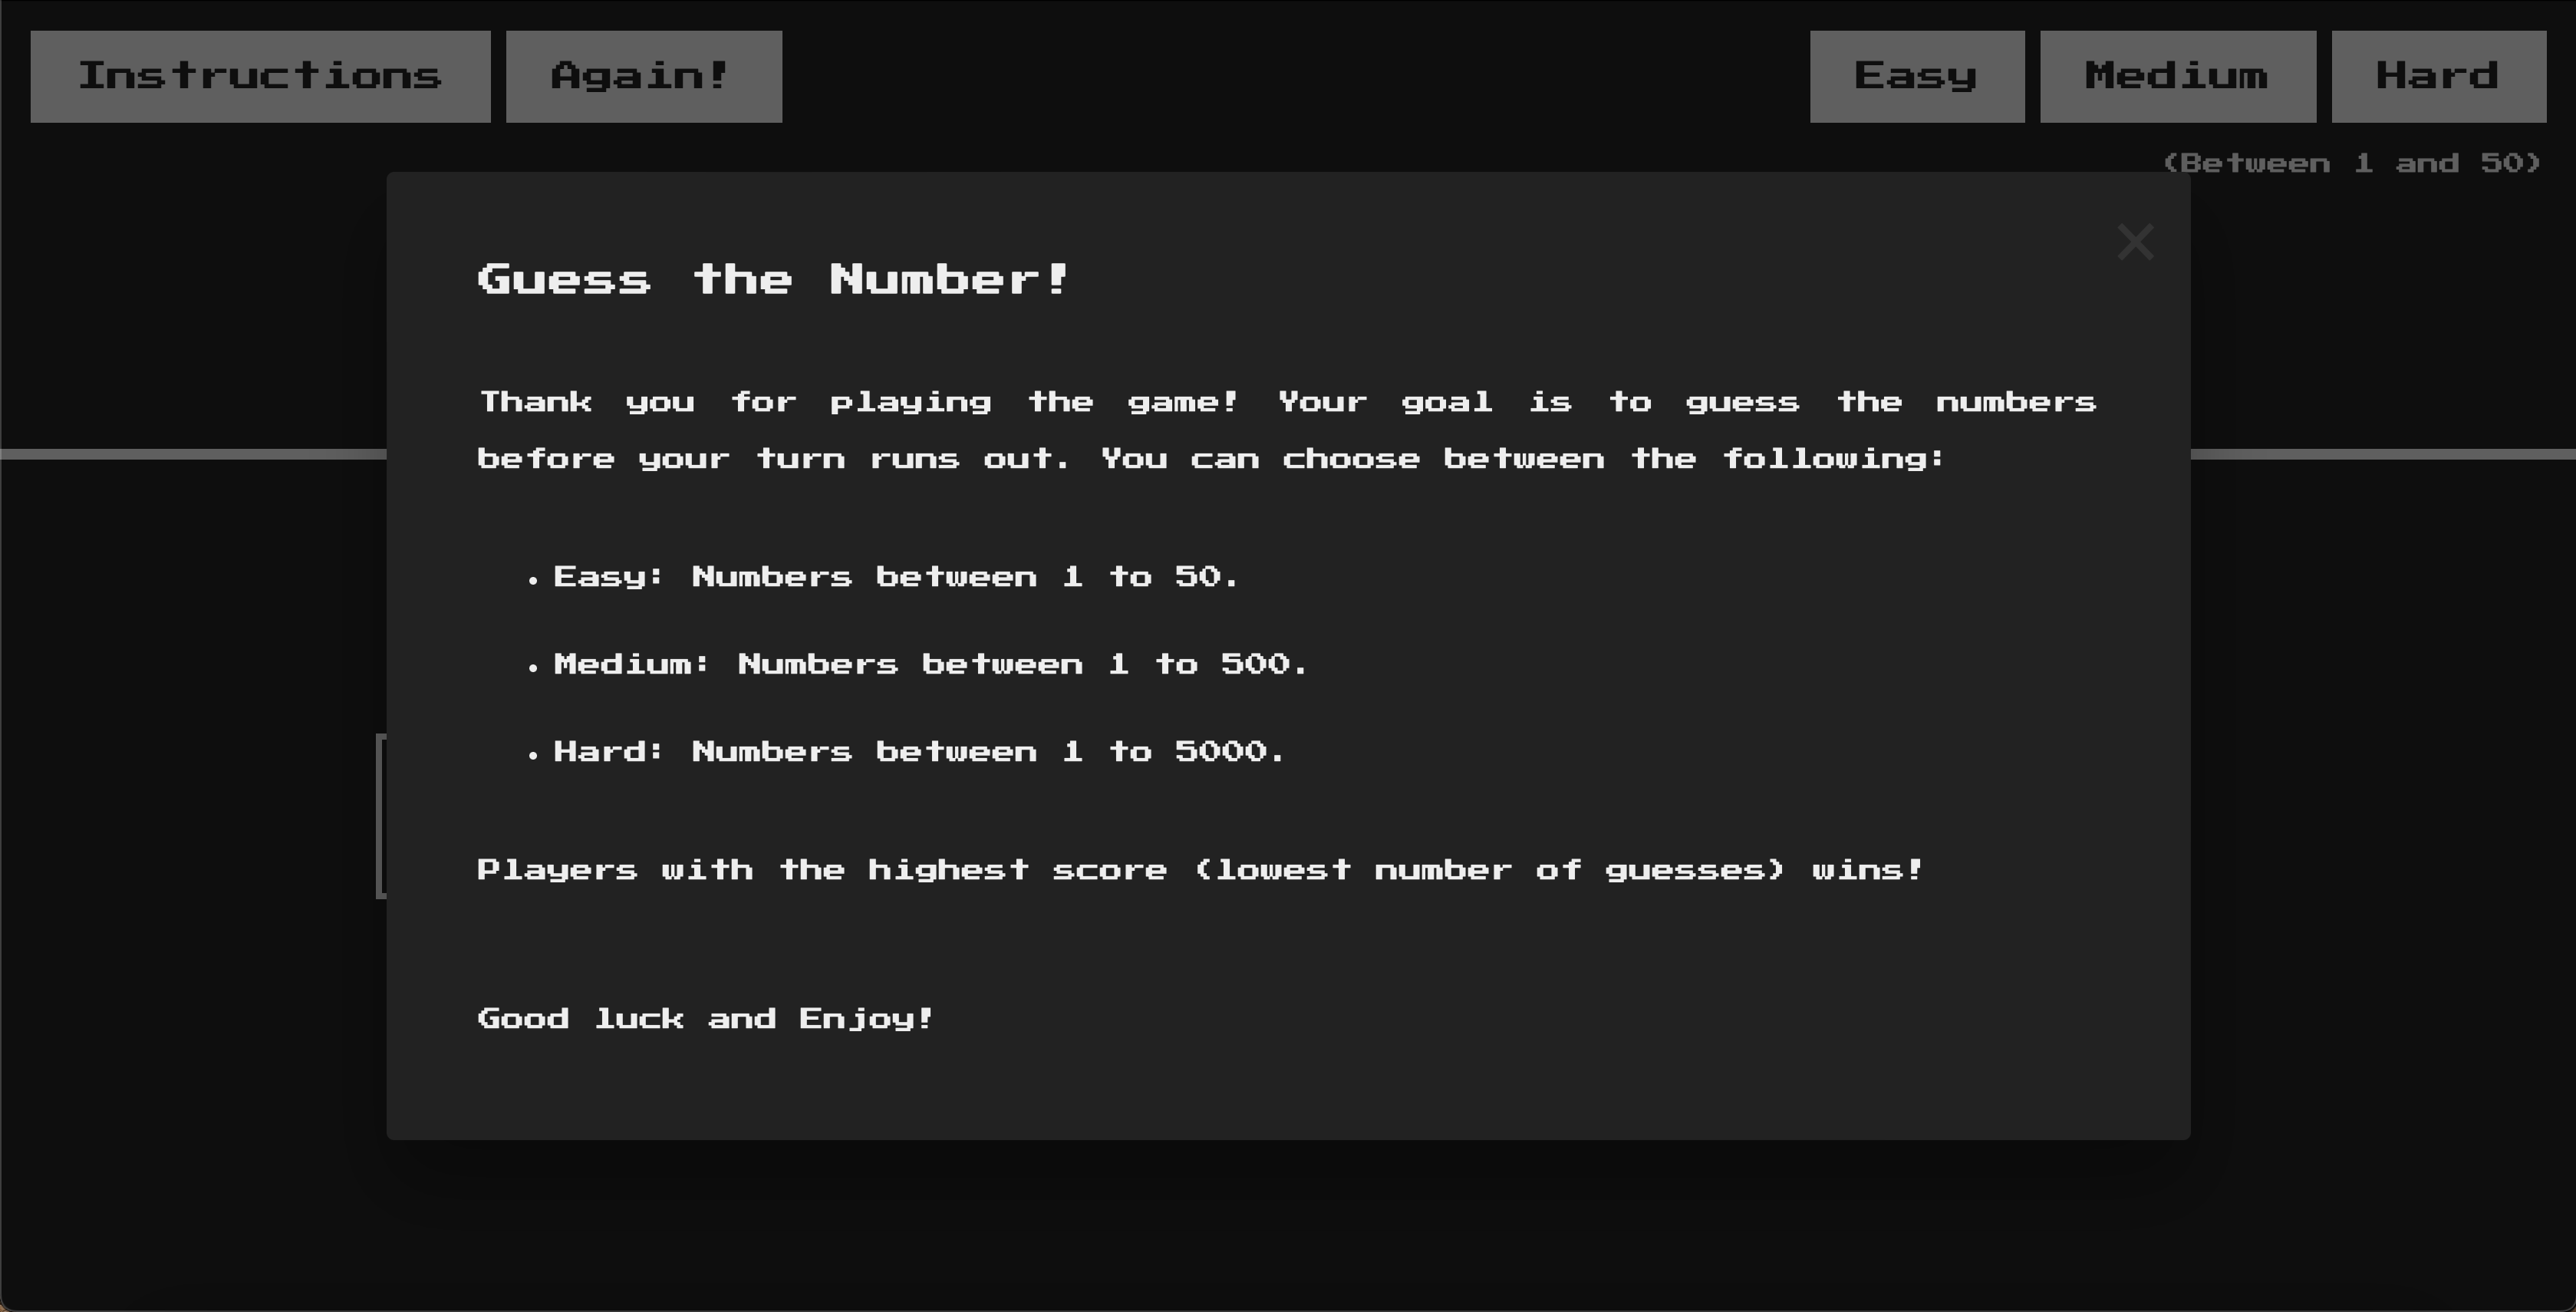 Instructions
Again!
Easy
Medium
Hard
(Between 1 and 50)
Guess the Number!
Thank you for playing the game! Your goal is to guess the numbers
before your turn runs out. You can choose between the following:
• Easy: Numbers between 1 to 50.
• Medium: Numbers between 1 to 500.
• Hard: Numbers between 1 to 5000.
Players with the highest score (lowest number of guesses) wins!
Good luck and Enjoy!